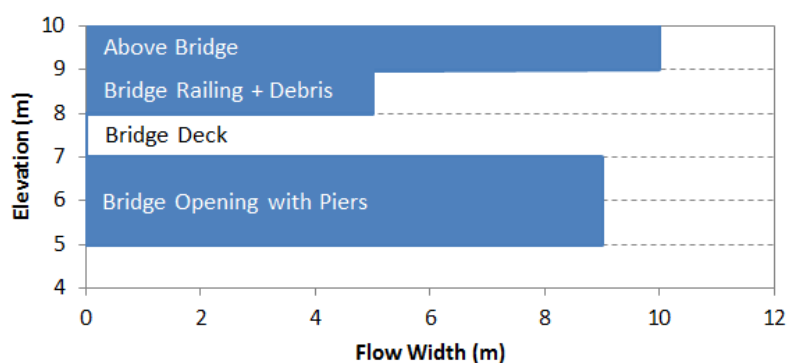 10
Above Bridge
9
Bridge Railing + Debris
8
Bridge Deck
7
6
Bridge Opening with Piers
5
4
0 2 4 6 8 10 12
Elevation (m)
Flow Width (m)